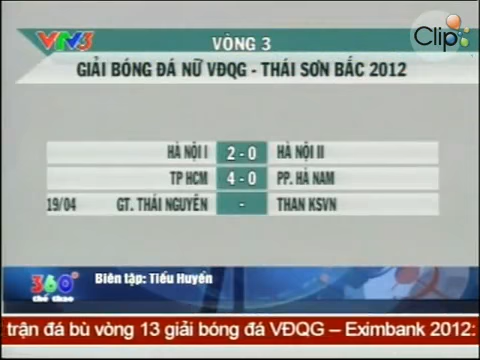 VTV3
VÒNG 3
Clip
GIẢI BÓNG ĐÁ NỮ VĐQG - THÁI SƠN BẮC 2012
HÀ NỘI I 2 - 0 HÀ NỘI II
TP HCM 4 - 0 PP. HÀ NAM
19/04 GT. THÁI NGUYÊN - THAN KSVN
360°
thể thao
Biên tập: Tiểu Huyền
trận đá bù vòng 13 giải bóng đá VĐQG – Eximbank 2012: